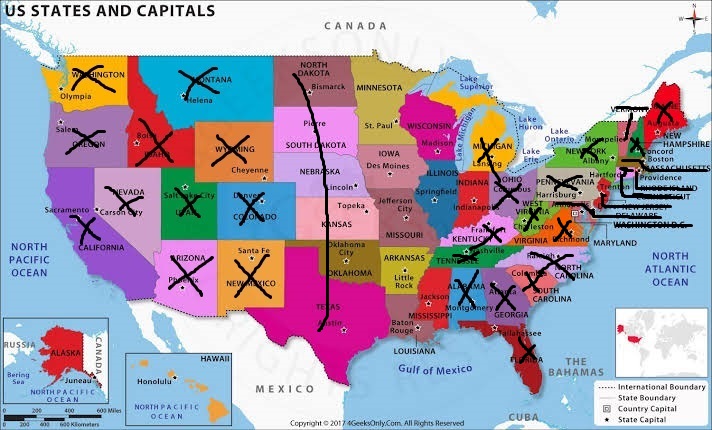 US STATES AND CAPITALS
CANADA
N
W
E
S
WASHINGTON
Olympia
MONTANA
Helena
NORTH
DAKOTA
Bismarck
MINNESOTA
St. Paul
Lake
Superior
Lake
Huron
Lake Michigan
Lake
Ontario
Lake
Erie
VERMONT
Augusta
Montpelier
NEW
HAMPSHIRE
Concord
Boston
MASSACHUSETTS
Salem
OREGON
Boise
IDAHO
WYOMING
Cheyenne
Pierre
SOUTH DAKOTA
WISCONSIN
Madison
MICHIGAN
Lansing
NEW YORK
Albany
Hartford
Providence
RHODE ISLAND
NEVADA
Carson City
Sacramento
CALIFORNIA
Salt Lake City
UTAH
Denver
COLORADO
NEBRASKA
Lincoln
IOWA
Des Moines
ILLINOIS
Springfield
INDIANA
Indianapolis
OHIO
Columbus
PENNSYLVANIA
Harrisburg
Trenton
DELAWARE
WASHINGTON D.C.
MARYLAND
WEST
VIRGINIA
Charleston
VIRGINIA
Richmond
Topeka
KANSAS
Jefferson
City
MISSOURI
Frankfort
KENTUCKY
Nashville
TENNESSEE
Raleigh
NORTH
CAROLINA
Columbia
SOUTH
CAROLINA
ARIZONA
Phoenix
Santa Fe
NEW MEXICO
Oklahoma
City
OKLAHOMA
ARKANSAS
Little
Rock
TEXAS
Austin
Jackson
MISSISSIPPI
Baton
Rouge
LOUISIANA
ALABAMA
Montgomery
Atlanta
GEORGIA
Tallahassee
FLORIDA
NORTH
PACIFIC
OCEAN
NORTH
ATLANTIC
OCEAN
Gulf of Mexico
MEXICO
CUBA
THE
BAHAMAS
RUSSIA
ALASKA
CANADA
Bering
Sea
Juneau
NORTH PACIFIC
OCEAN
0 200 400 600 Miles
0 200 400 600 Kilometers
HAWAII
Honolulu
NORTH PACIFIC
OCEAN
International Boundary
State Boundary
Country Capital
State Capital
Copyright © 2017 4GeeksOnly.Com. All rights reserved.